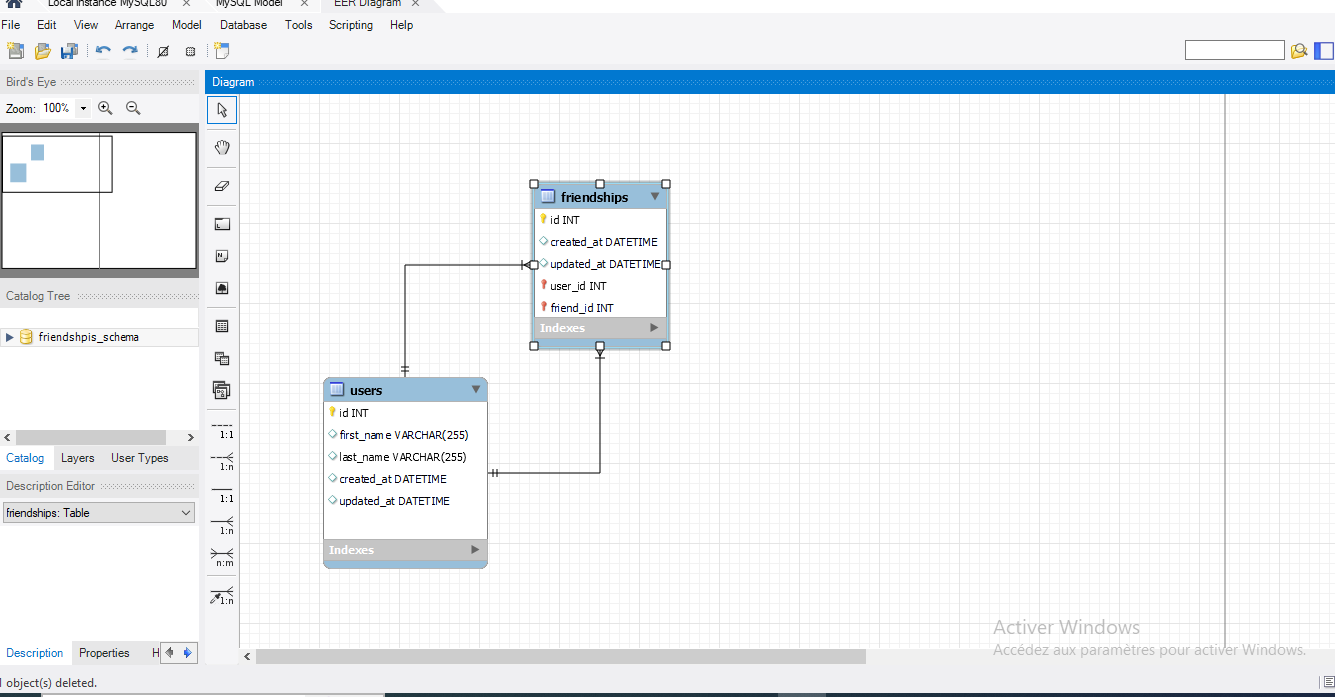 Local instance MySQL80 × MySQL Model × EER Diagram ×
File Edit View Arrange Model Database Tools Scripting Help
Bird's Eye
Zoom: 100%
Diagram
friendships
id INT
created_at DATETIME
updated_at DATETIME
user_id INT
friend_id INT
Indexes
users
id INT
first_name VARCHAR(255)
last_name VARCHAR(255)
created_at DATETIME
updated_at DATETIME
Indexes
Catalog Tree
friendshpis_schema
Catalog Layers User Types
Description Editor
friendships: Table
1:1
1:n
1:1
1:n
n:m
1:n
Description Properties H
Activer Windows
Accédez aux paramètres pour activer Windows.
1 object(s) deleted.